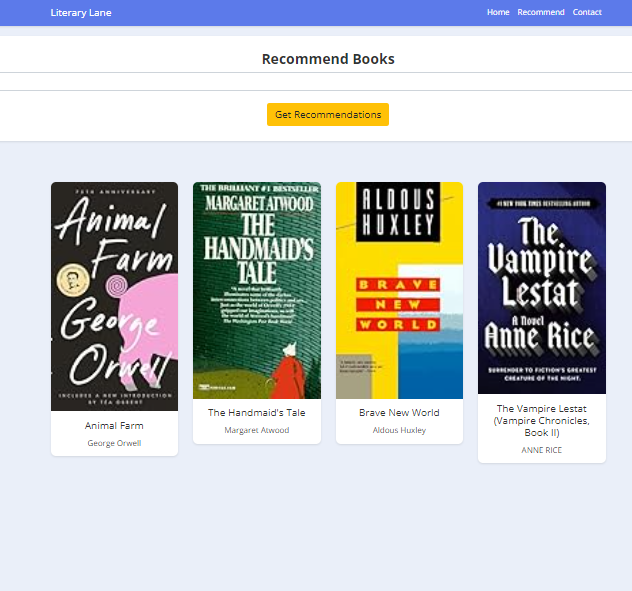 Literary Lane
Home Recommend Contact
Recommend Books
Get Recommendations
75TH ANNIVERSARY
Animal
Farm
George
Orwell
INCLUDES A NEW INTRODUCTION
BY TÉA OBREHT
Animal Farm
George Orwell
THE BRILLIANT #1 BESTSELLER
MARGARET ATWOOD
THE
HANDMAID'S
TALE
The Handmaid's Tale
Margaret Atwood
ALDOUS
HUXLEY
BRAVE
NEW
WORLD
Brave New World
Aldous Huxley
#1 NEW YORK TIMES BESTSELLING AUTHOR
The
Vampire
Lestat
A Novel
Anne Rice
SURRENDER TO FICTION'S GREATEST
CREATURE OF THE NIGHT.
The Vampire Lestat
(Vampire Chronicles,
Book II)
ANNE RICE